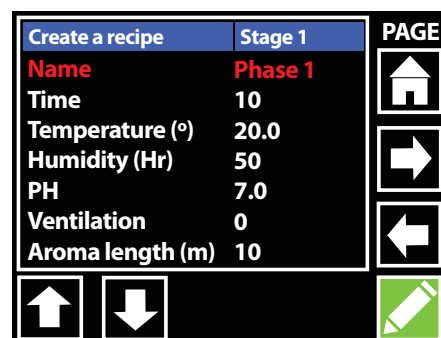 Create a recipe Stage 1 PAGE
Name Phase 1
Time 10
Temperature (º) 20.0
Humidity (Hr) 50
PH 7.0
Ventilation 0
Aroma length (m) 10